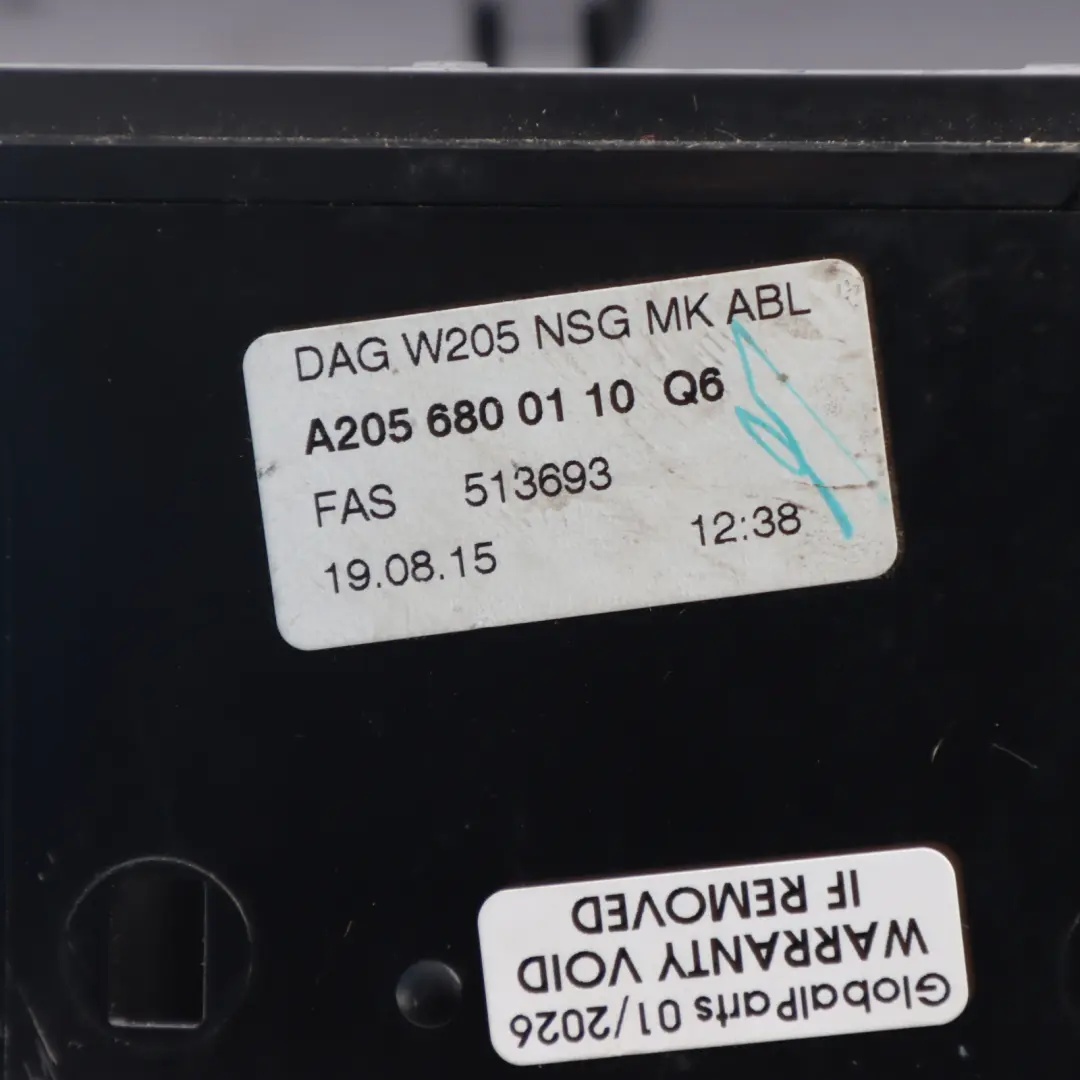 DAG W205 NSG MK ABL
A205 680 01 10 Q6
FAS 513693
19.08.15 12:38
GlobalParts 01/2026
WARRANTY VOID
IF REMOVED